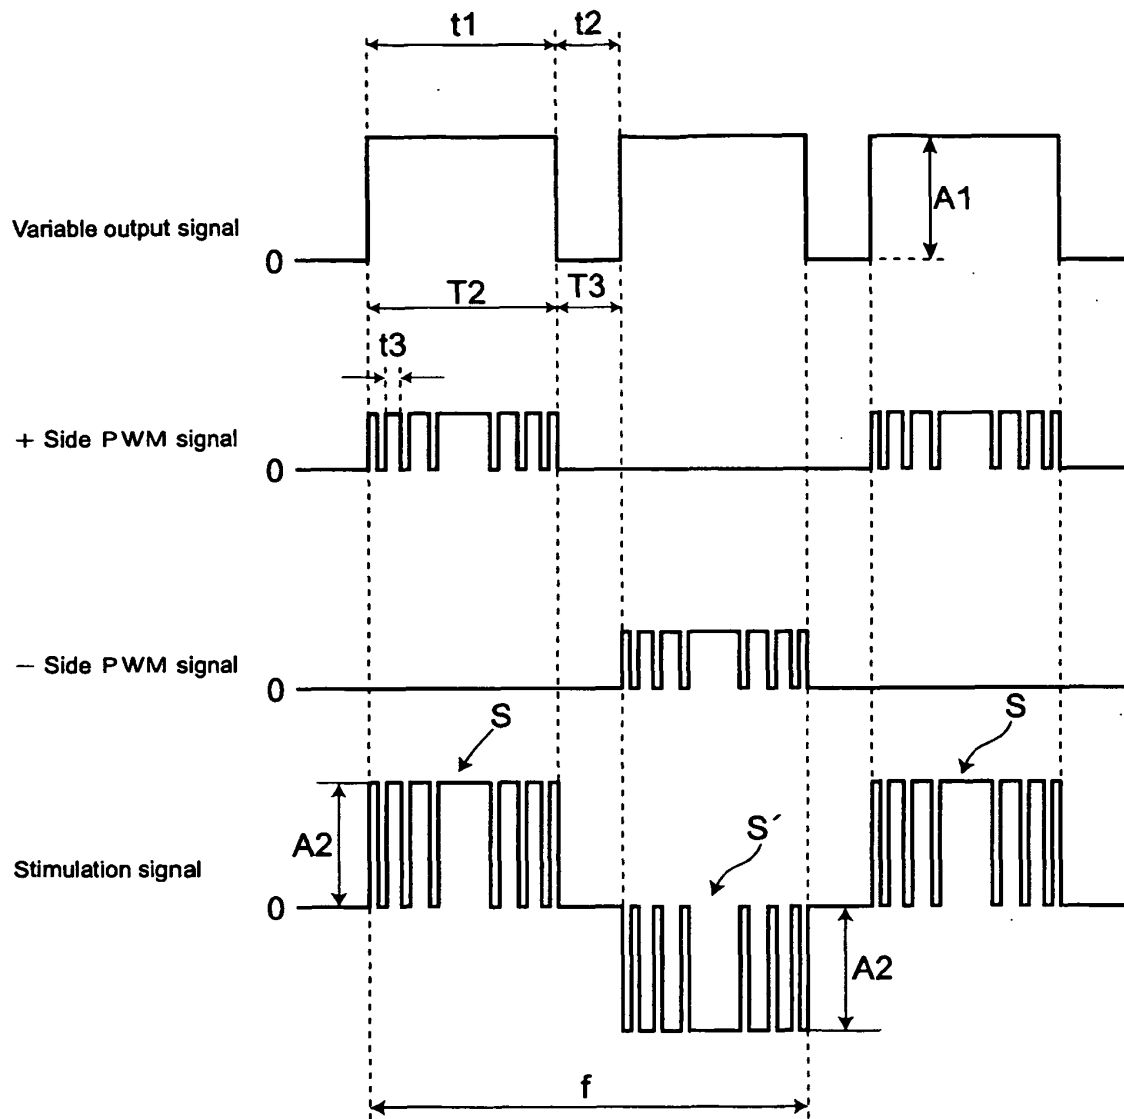 t1 t2
Variable output signal
A1
0
T2 T3
t3
+ Side PWM signal
0
− Side PWM signal
0
S S
A2
S´
Stimulation signal
0
A2
f